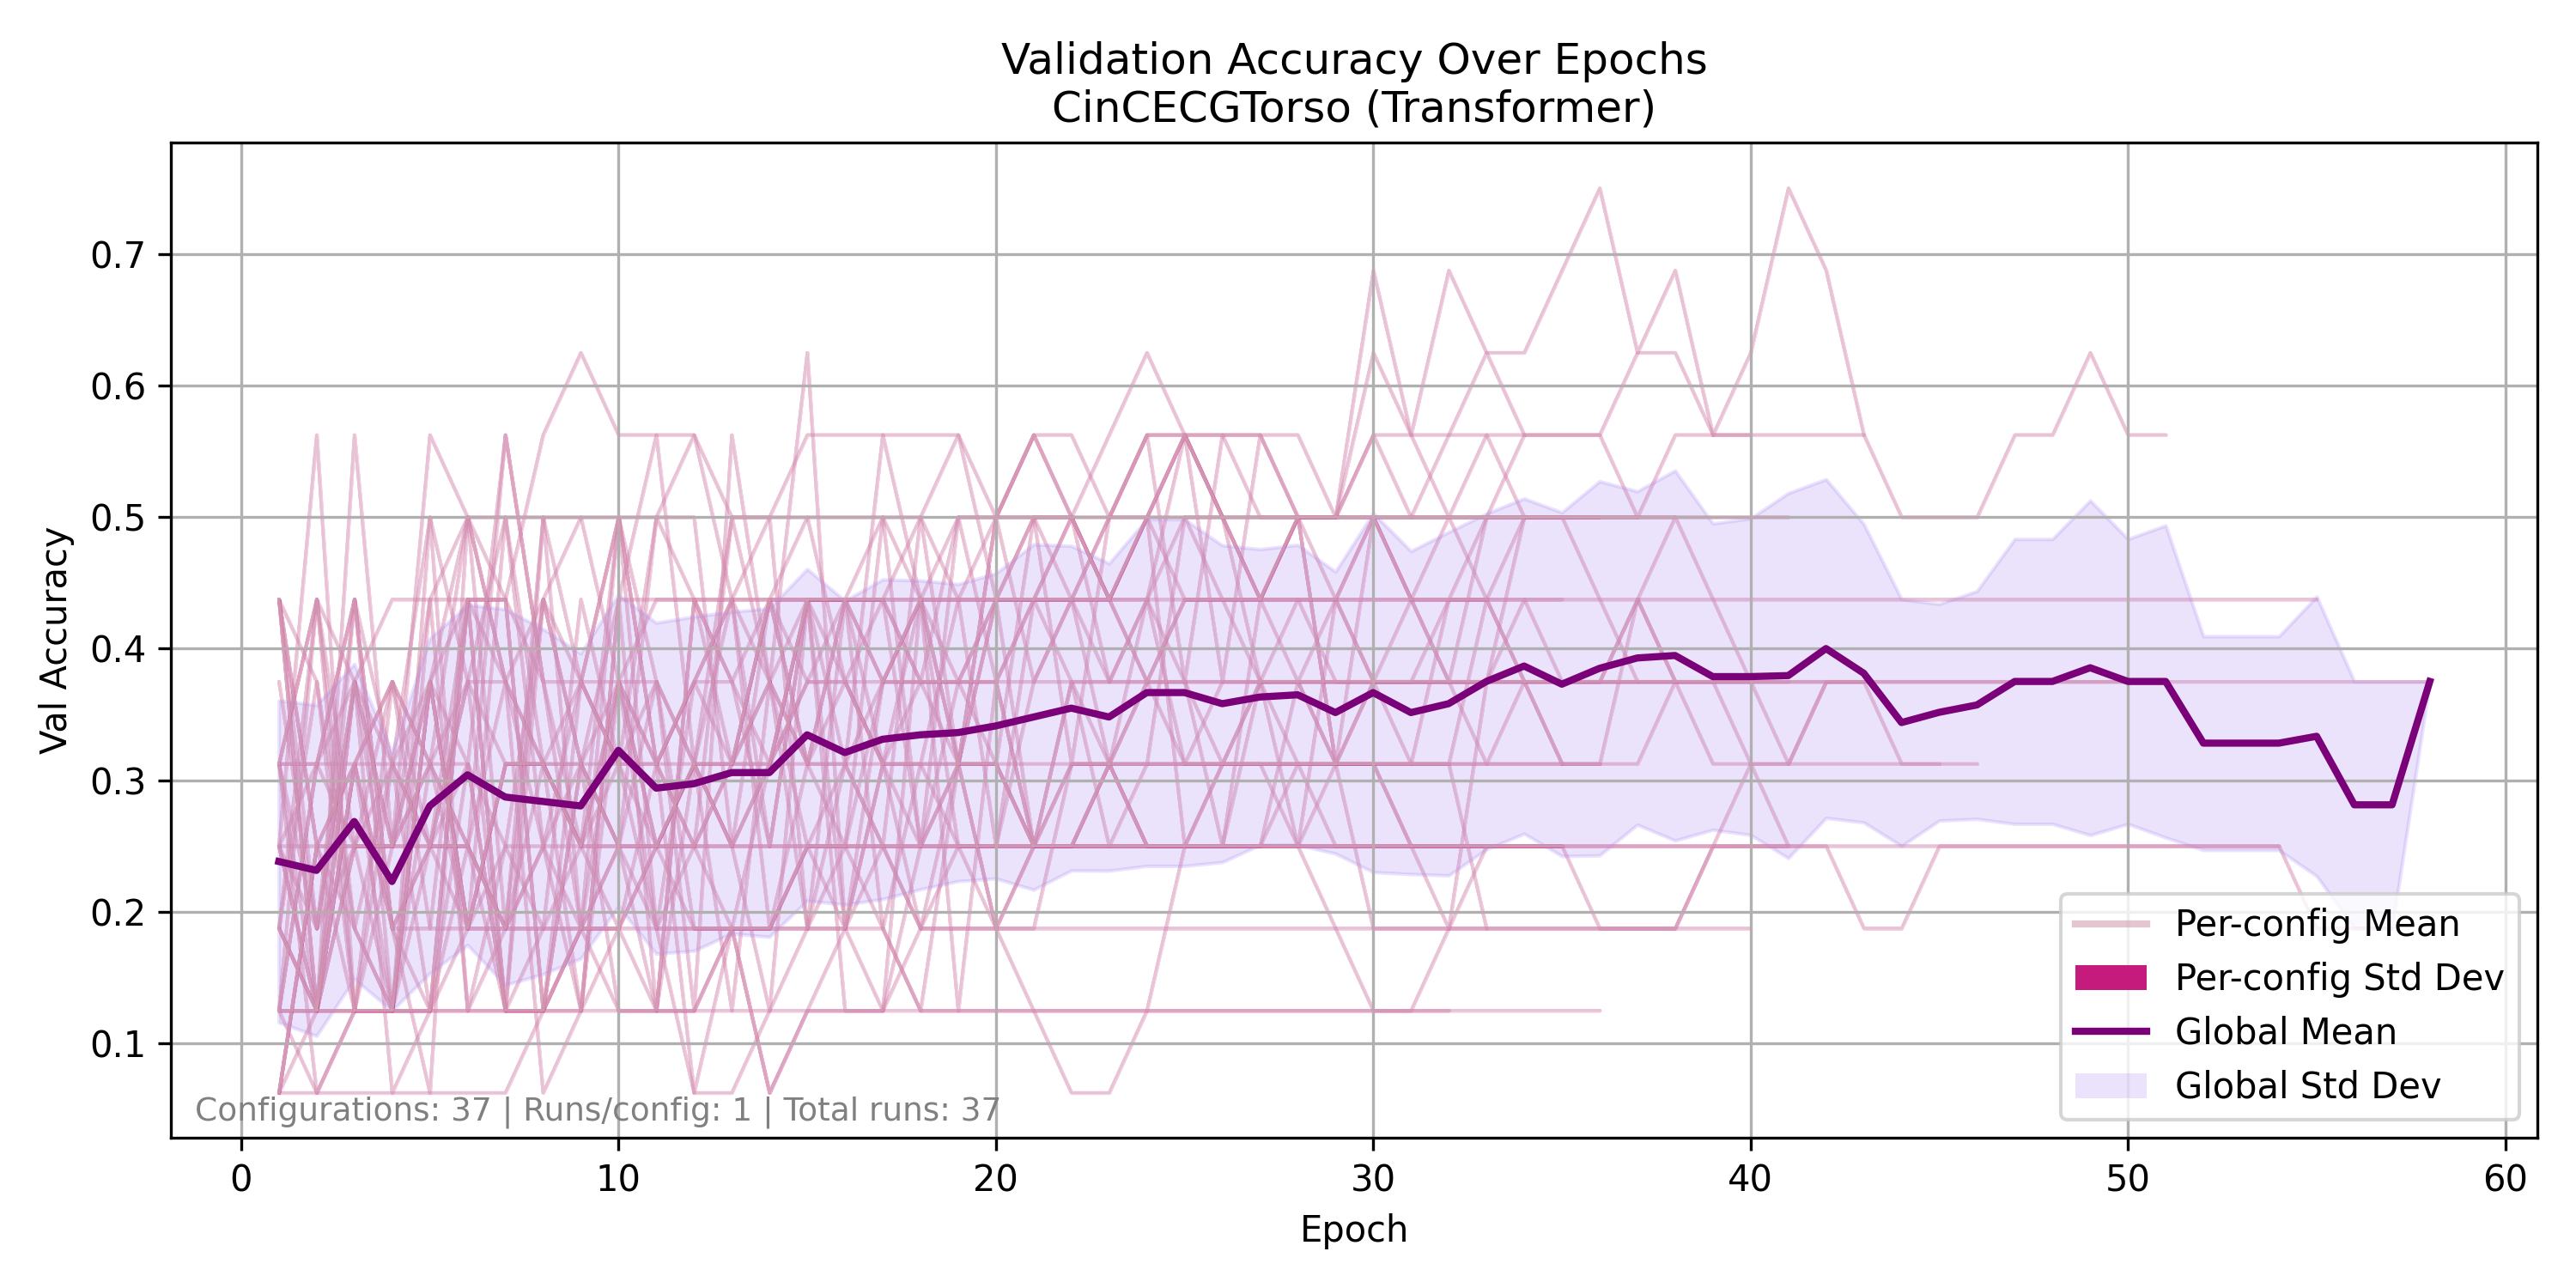 Validation Accuracy Over Epochs
CinCECGTorso (Transformer)
Val Accuracy
0.7
0.6
0.5
0.4
0.3
0.2
0.1
Per-config Mean
Per-config Std Dev
Global Mean
Global Std Dev
Configurations: 37 | Runs/config: 1 | Total runs: 37
0 10 20 30 40 50 60
Epoch